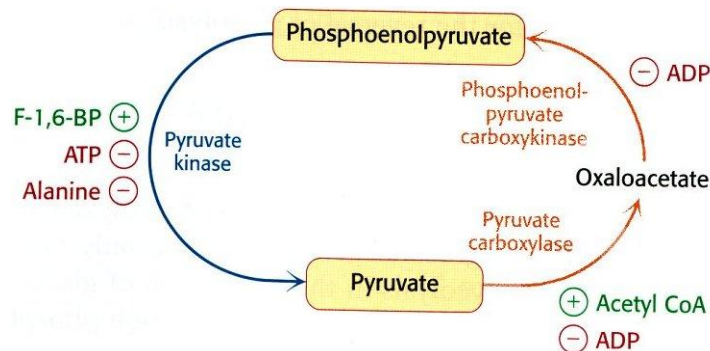 Phosphoenolpyruvate
⊖ ADP
F-1,6-BP ⊕
ATP ⊖
Alanine ⊖
Pyruvate
kinase
Phosphoenol-
pyruvate
carboxykinase
Oxaloacetate
Pyruvate
carboxylase
Pyruvate
⊕ Acetyl CoA
⊖ ADP